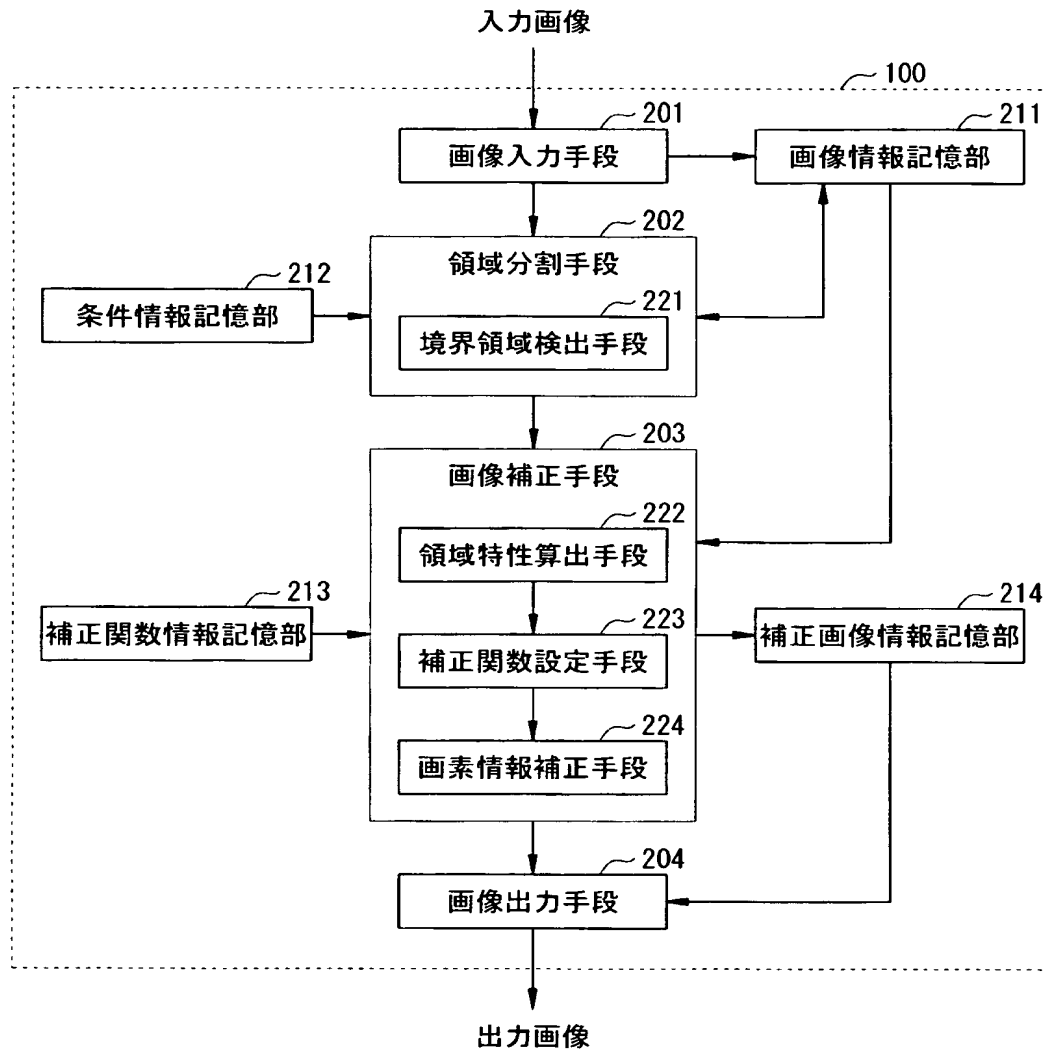 入力画像
100
201
画像入力手段
211
画像情報記憶部
202
領域分割手段
212
条件情報記憶部
221
境界領域検出手段
203
画像補正手段
222
領域特性算出手段
213
補正関数情報記憶部
223
補正関数設定手段
214
補正画像情報記憶部
224
画素情報補正手段
204
画像出力手段
出力画像